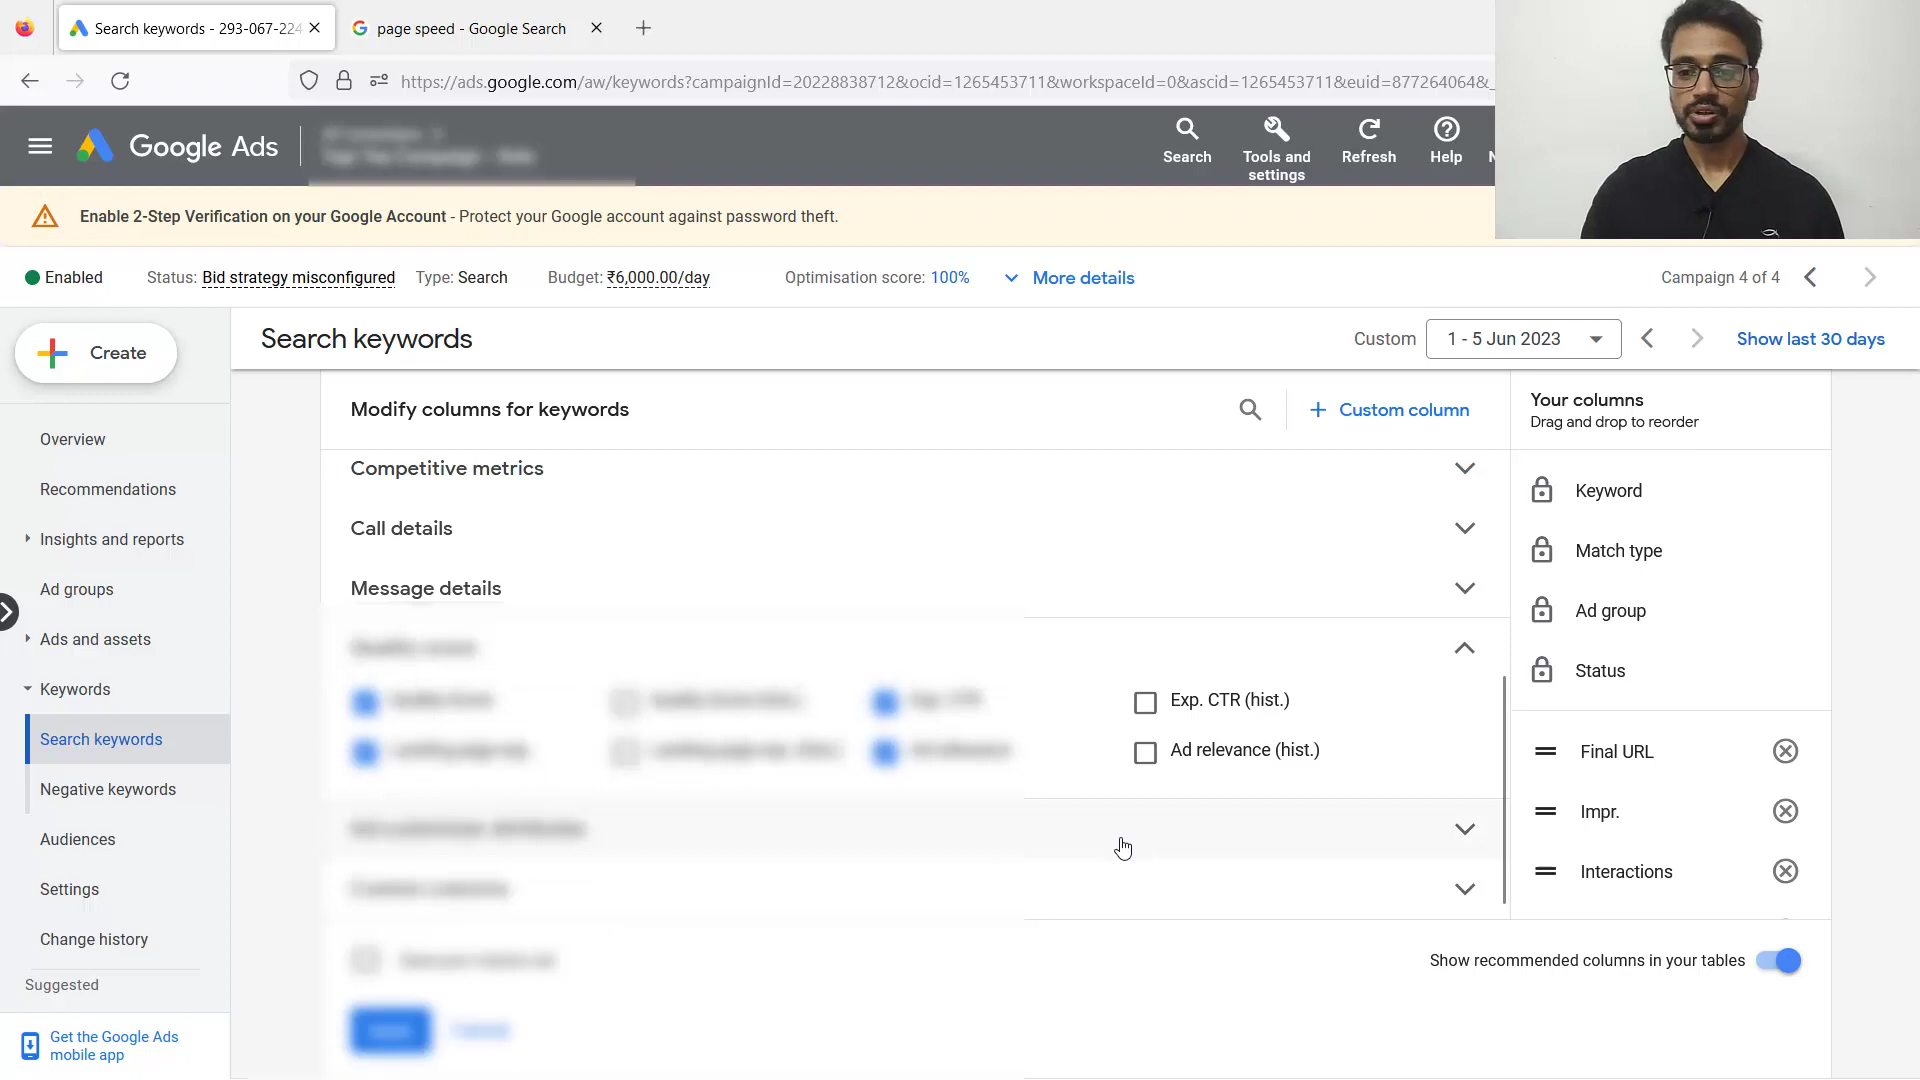 Search keywords - 293-067-224
page speed - Google Search
https://ads.google.com/aw/keywords?campaignId=20228838712&ocid=1265453711&workspaceId=0&ascid=1265453711&euid=877264064&_
Google Ads
Search
Tools and settings
Refresh
Help
N
Enable 2-Step Verification on your Google Account - Protect your Google account against password theft.
Enabled
Status: Bid strategy misconfigured
Type: Search
Budget: ₹6,000.00/day
Optimisation score: 100%
More details
Campaign 4 of 4
Create
Search keywords
Custom
1 - 5 Jun 2023
Show last 30 days
Overview
Recommendations
Insights and reports
Ad groups
Ads and assets
Keywords
Search keywords
Negative keywords
Audiences
Settings
Change history
Suggested
Get the Google Ads
mobile app
Modify columns for keywords
Custom column
Competitive metrics
Call details
Message details
Exp. CTR (hist.)
Ad relevance (hist.)
Your columns
Drag and drop to reorder
Keyword
Match type
Ad group
Status
Final URL
Impr.
Interactions
Show recommended columns in your tables